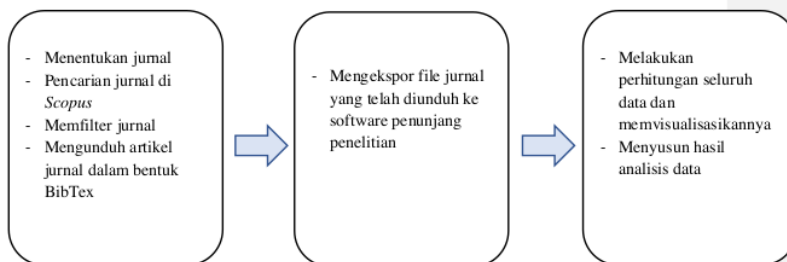 - Menentukan jurnal
- Pencarian jurnal di
Scopus
- Memfilter jurnal
- Mengunduh artikel
jurnal dalam bentuk
BibTex
- Mengekspor file jurnal
yang telah diunduh ke
software penunjang
penelitian
- Melakukan
perhitungan seluruh
data dan
memvisualisasikannya
- Menyusun hasil
analisis data